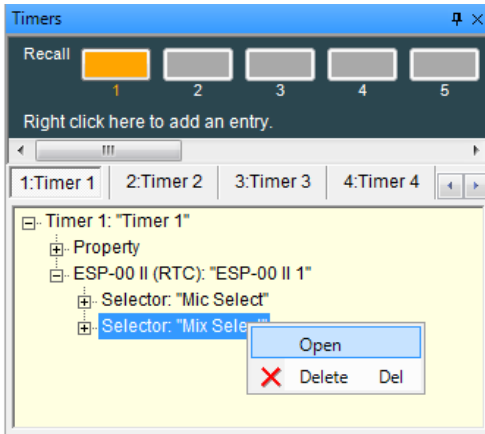 Timers
Recall
1 2 3 4 5
Right click here to add an entry.
1:Timer 1 2:Timer 2 3:Timer 3 4:Timer 4
Timer 1: "Timer 1"
Property
ESP-00 II (RTC): "ESP-00 II 1"
Selector: "Mic Select"
Selector: "Mix Select"
Open
Delete Del